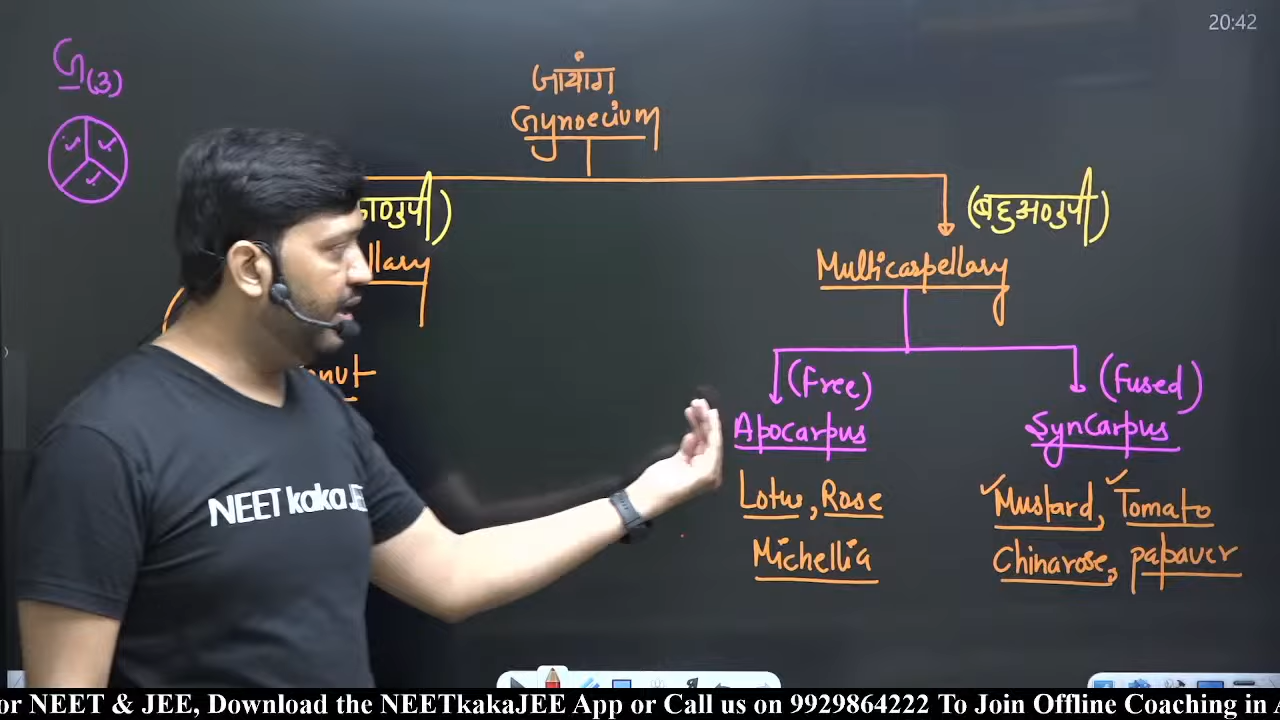 20:42
G(3)
जायांग
Gynoecium
(बहुअण्डपी)
Multicarpellary
(Free)
(Fused)
Apocarpus
Syncarpus
Lotus, Rose
Mustard, Tomato
Michellia
Chinarose, papaver
NEET kaka JEE
or NEET & JEE, Download the NEETkakaJEE App or Call us on 9929864222 To Join Offline Coaching in A